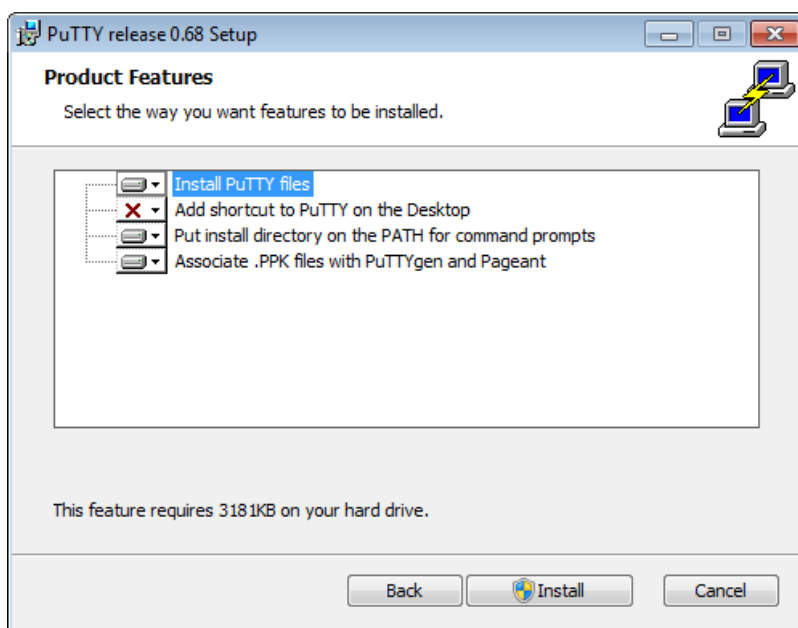 PuTTY release 0.68 Setup
Product Features
Select the way you want features to be installed.
Install PuTTY files
Add shortcut to PuTTY on the Desktop
Put install directory on the PATH for command prompts
Associate .PPK files with PuTTYgen and Pageant
This feature requires 3181KB on your hard drive.
Back
Install
Cancel